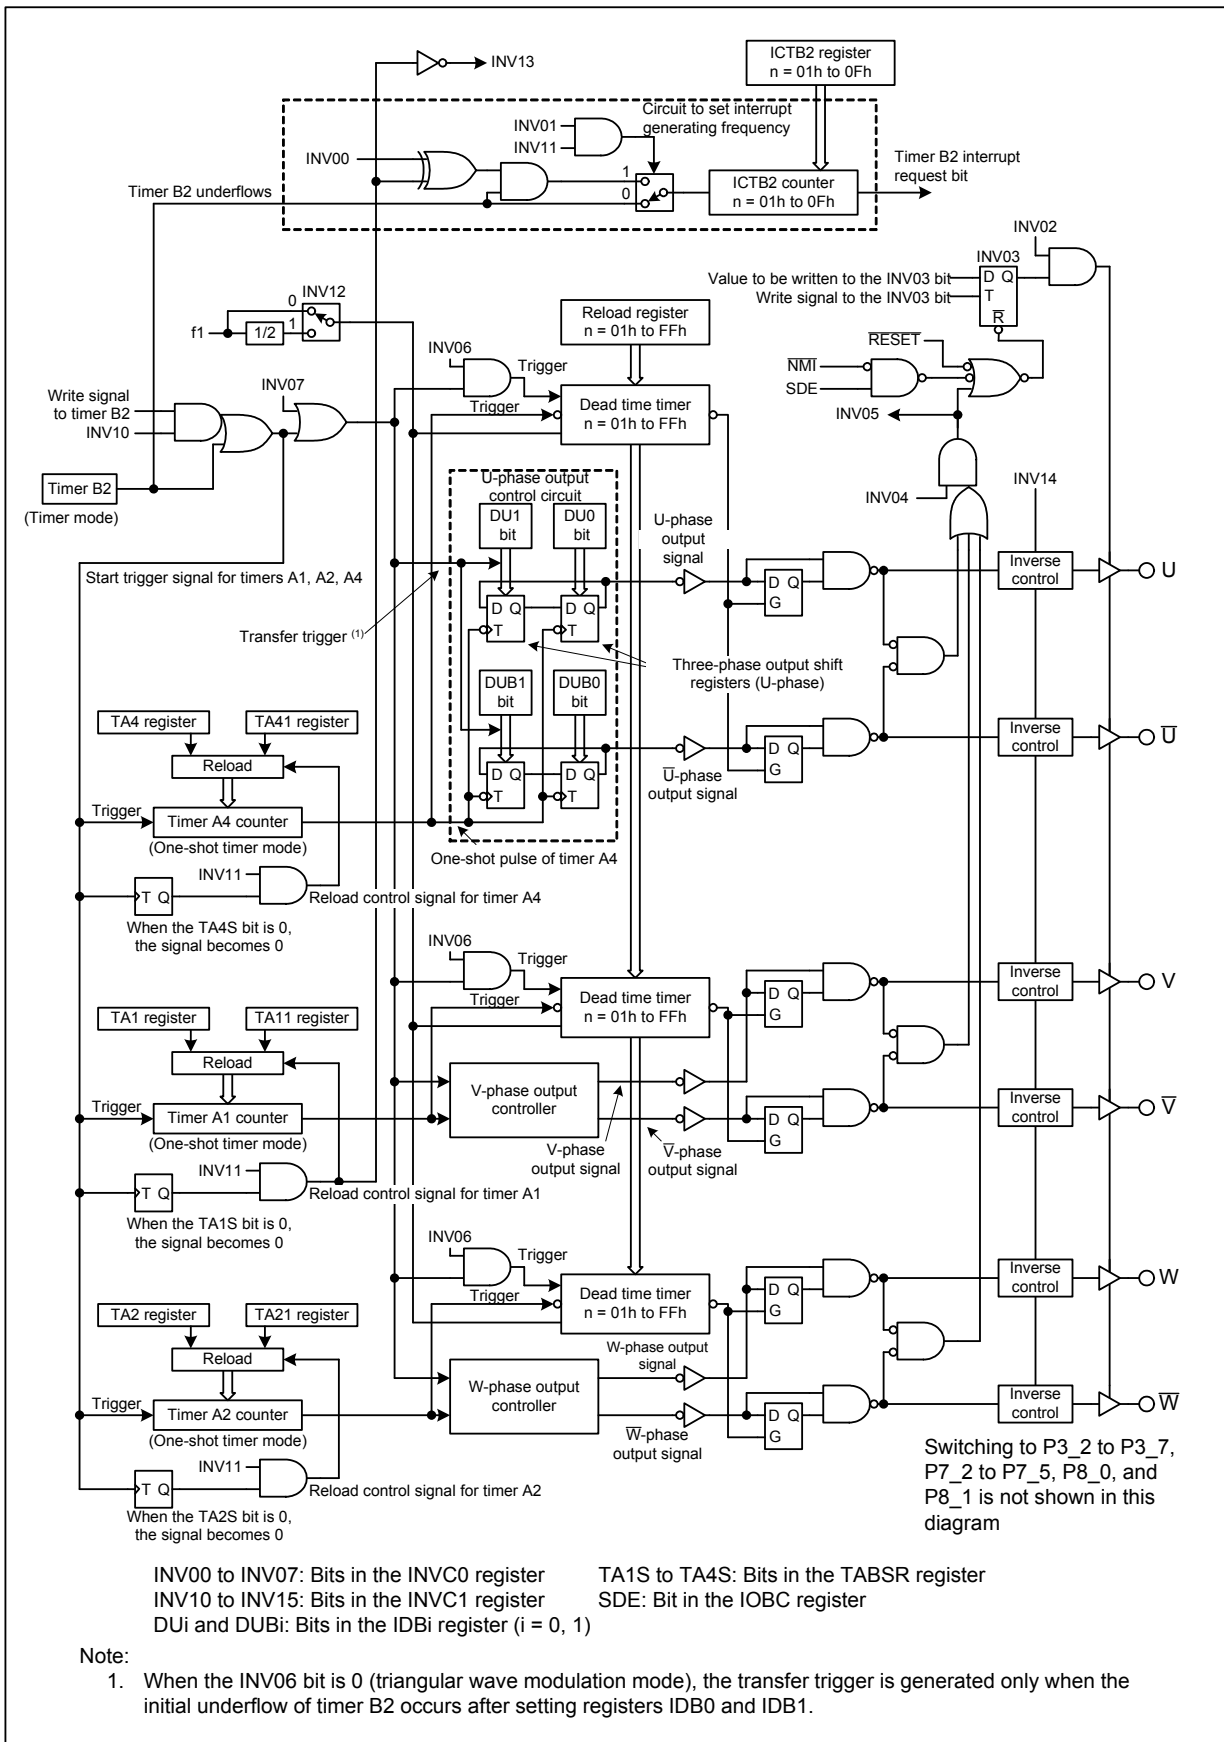 INV13
ICTB2 register
n = 01h to 0Fh
Circuit to set interrupt
generating frequency
INV01
INV11
INV00
1
0
ICTB2 counter
n = 01h to 0Fh
Timer B2 interrupt
request bit
Timer B2 underflows
INV02
INV03
Value to be written to the INV03 bit
Write signal to the INV03 bit
D Q
T
R̅
INV12
0
1
f1
1/2
Reload register
n = 01h to FFh
INV06
Trigger
Trigger
Dead time timer
n = 01h to FFh
R̅E̅S̅E̅T̅
N̅M̅I̅
SDE
INV05
INV04
INV14
INV07
Write signal
to timer B2
INV10
Timer B2
(Timer mode)
U-phase output
control circuit
DU1
bit
DU0
bit
U-phase
output
signal
Start trigger signal for timers A1, A2, A4
Transfer trigger (1)
D Q
T
D
T
D Q
G
Inverse
control
U
Three-phase output shift
registers (U-phase)
DUB1
bit
DUB0
bit
D Q
T
D
T
U̅-phase
output signal
D Q
G
Inverse
control
U̅
TA4 register
TA41 register
Reload
Trigger
Timer A4 counter
(One-shot timer mode)
One-shot pulse of timer A4
INV11
Reload control signal for timer A4
T Q
When the TA4S bit is 0,
the signal becomes 0
INV06
Trigger
Trigger
Dead time timer
n = 01h to FFh
D Q
G
Inverse
control
V
TA1 register
TA11 register
Reload
Trigger
Timer A1 counter
(One-shot timer mode)
V-phase output
controller
V-phase
output signal
V̅-phase
output signal
D Q
G
Inverse
control
V̅
INV11
Reload control signal for timer A1
T Q
When the TA1S bit is 0,
the signal becomes 0
INV06
Trigger
Trigger
Dead time timer
n = 01h to FFh
D Q
G
Inverse
control
W
TA2 register
TA21 register
Reload
Trigger
Timer A2 counter
(One-shot timer mode)
W-phase output
signal
W-phase output
controller
W̅-phase
output signal
D Q
G
Inverse
control
W̅
INV11
Reload control signal for timer A2
T Q
When the TA2S bit is 0,
the signal becomes 0
Switching to P3_2 to P3_7,
P7_2 to P7_5, P8_0, and
P8_1 is not shown in this
diagram
INV00 to INV07: Bits in the INVC0 register
TA1S to TA4S: Bits in the TABSR register
INV10 to INV15: Bits in the INVC1 register
SDE: Bit in the IOBC register
DUi and DUBi: Bits in the IDBi register (i = 0, 1)
Note:
1. When the INV06 bit is 0 (triangular wave modulation mode), the transfer trigger is generated only when the
initial underflow of timer B2 occurs after setting registers IDB0 and IDB1.